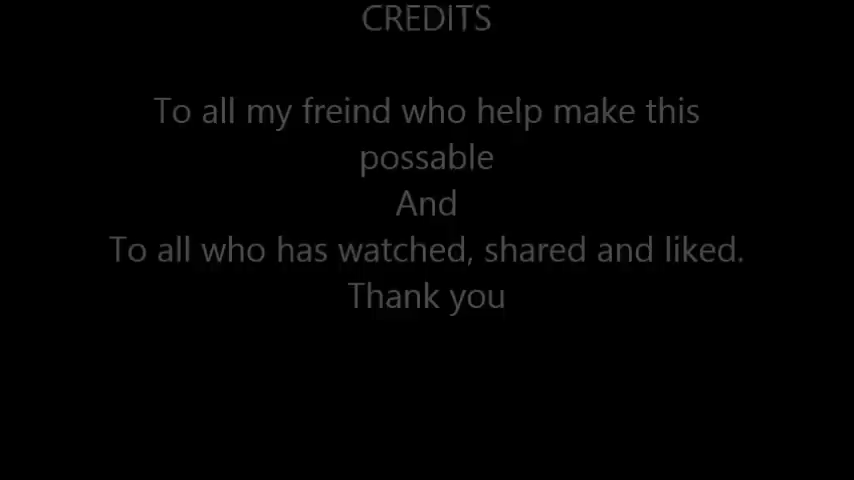 CREDITS
To all my freind who help make this
possable
And
To all who has watched, shared and liked.
Thank you